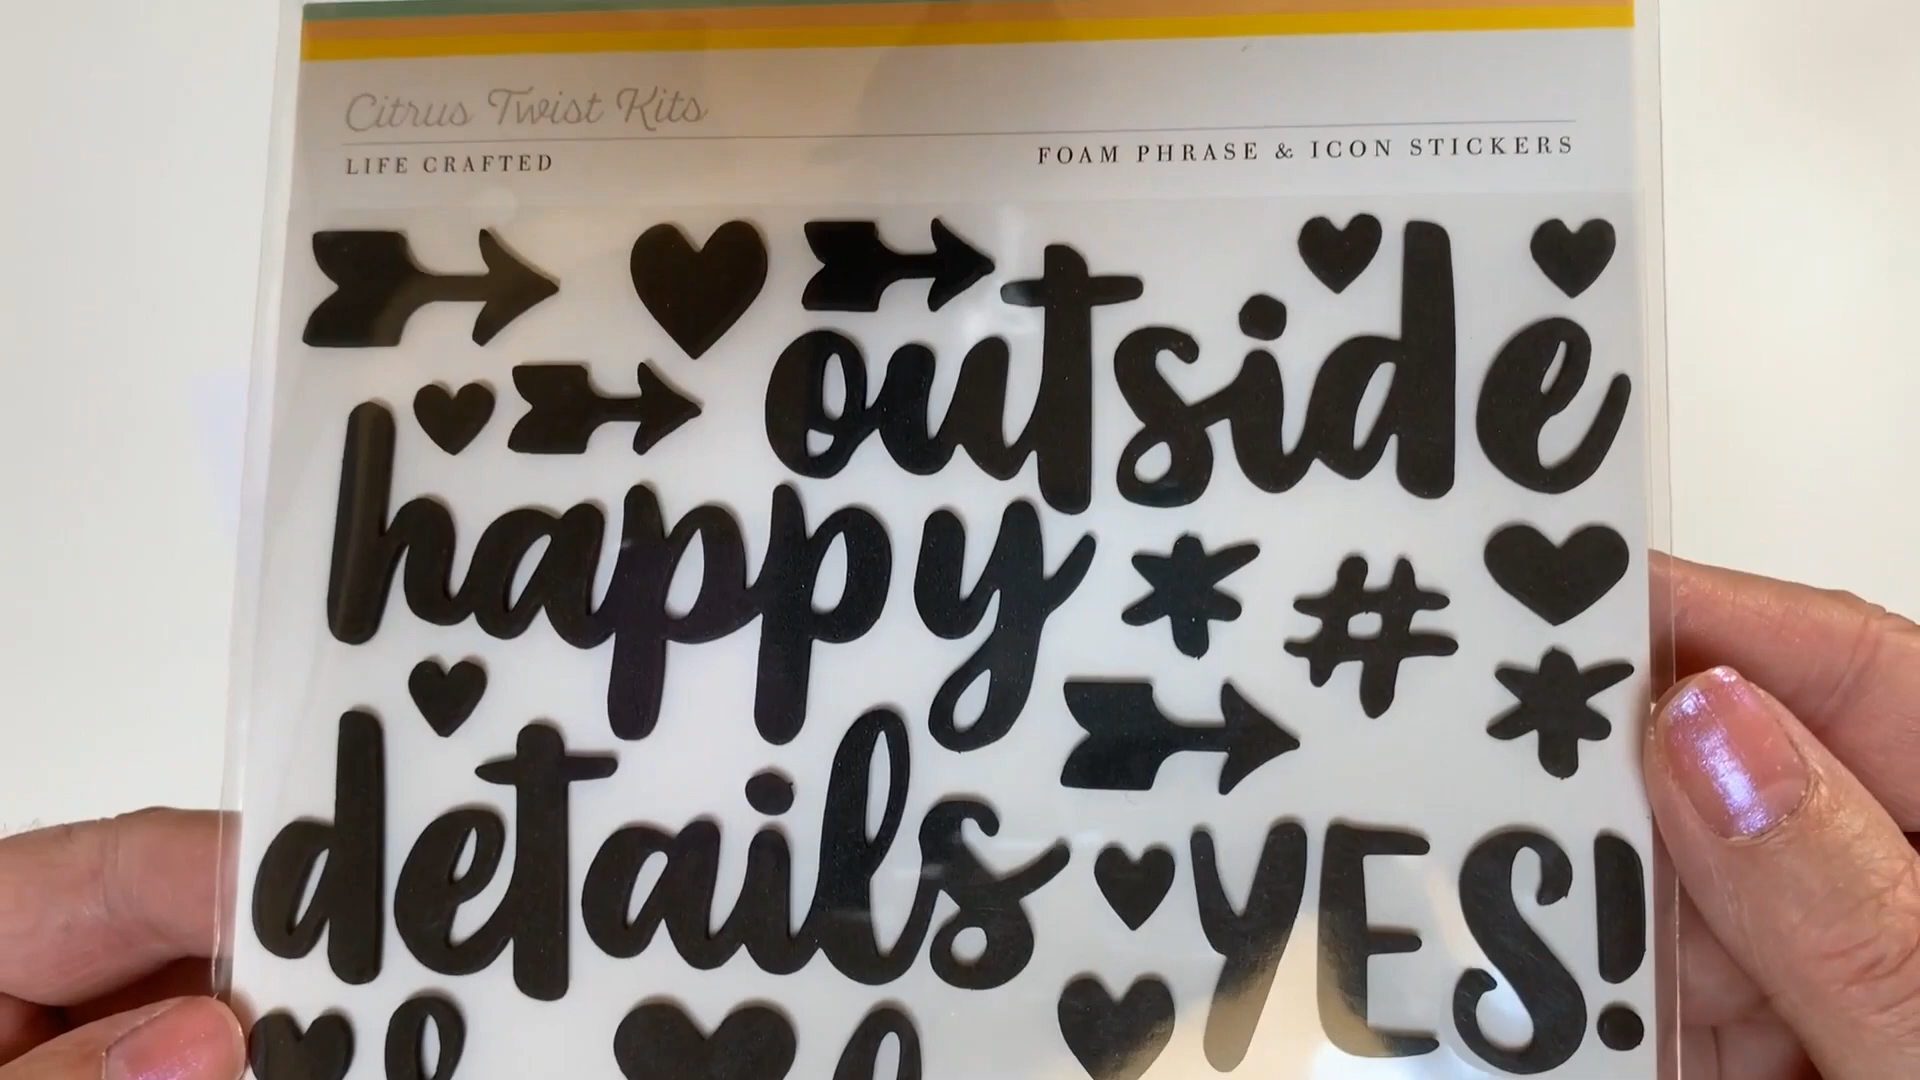 Citrus Twist Kits
LIFE CRAFTED
FOAM PHRASE & ICON STICKERS
outside
happy
#
details
YES!